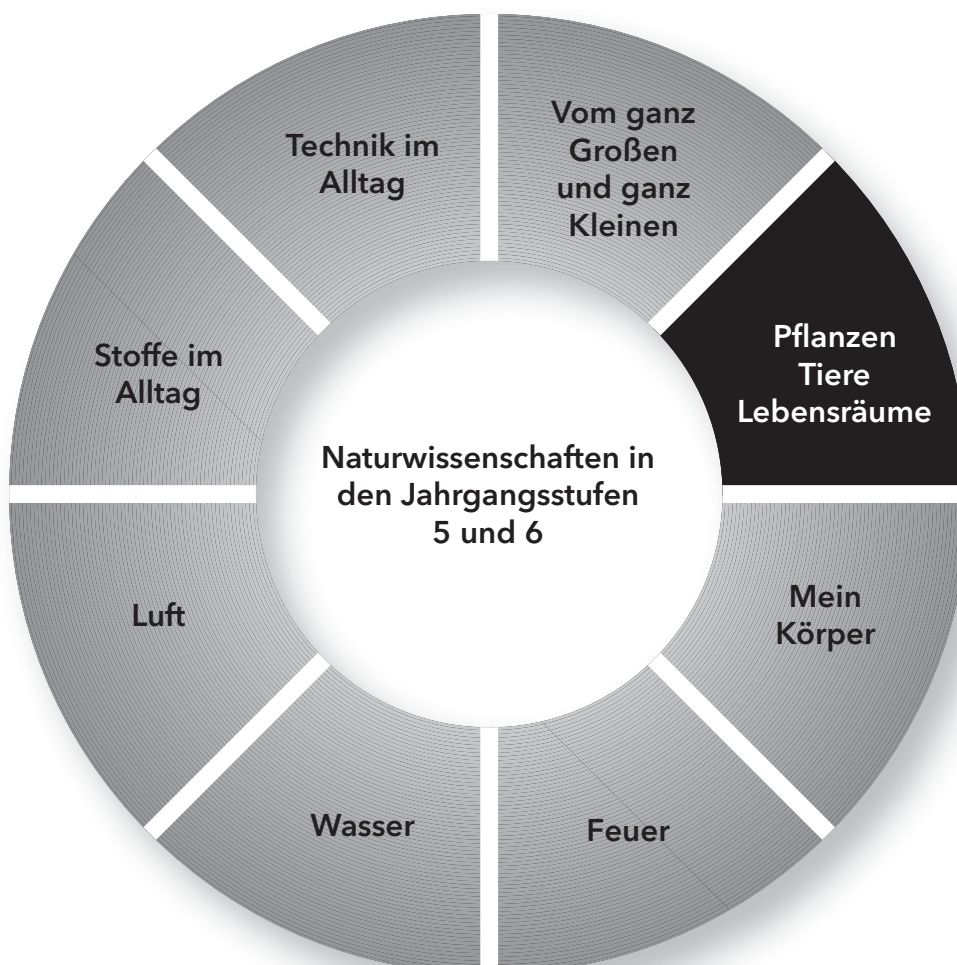 Vom ganz
Großen
und ganz
Kleinen
Pflanzen
Tiere
Lebensräume
Mein
Körper
Feuer
Wasser
Luft
Stoffe im
Alltag
Technik im
Alltag
Naturwissenschaften in
den Jahrgangsstufen
5 und 6